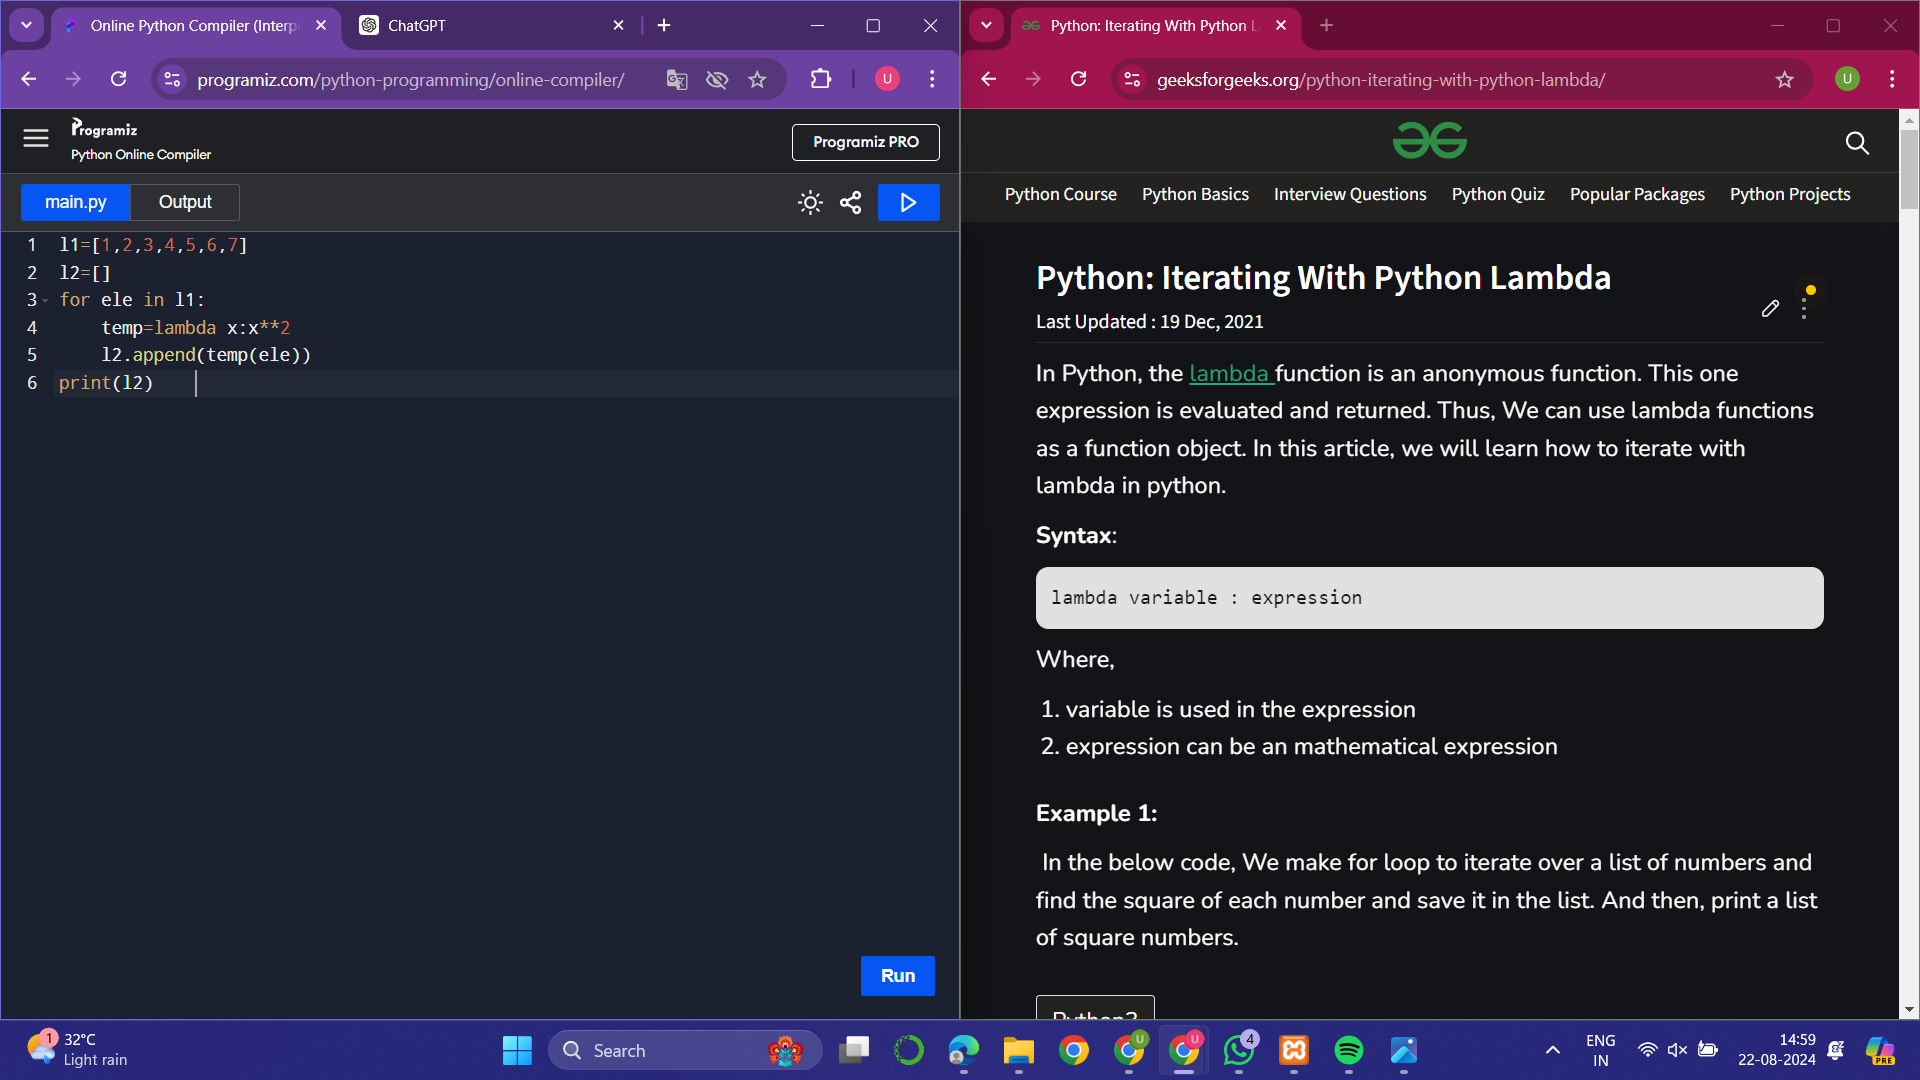 Online Python Compiler (Interp
ChatGPT
programiz.com/python-programming/online-compiler/
U
Programiz
Python Online Compiler
Programiz PRO
main.py
Output
1 l1=[1,2,3,4,5,6,7]
2 l2=[]
3 for ele in l1:
4 temp=lambda x:x**2
5 l2.append(temp(ele))
6 print(l2)
Run
Python: Iterating With Python L
geeksforgeeks.org/python-iterating-with-python-lambda/
U
Python Course
Python Basics
Interview Questions
Python Quiz
Popular Packages
Python Projects
Python: Iterating With Python Lambda
Last Updated : 19 Dec, 2021
In Python, the lambda function is an anonymous function. This one
expression is evaluated and returned. Thus, We can use lambda functions
as a function object. In this article, we will learn how to iterate with
lambda in python.
Syntax:
lambda variable : expression
Where,
1. variable is used in the expression
2. expression can be an mathematical expression
Example 1:
In the below code, We make for loop to iterate over a list of numbers and
find the square of each number and save it in the list. And then, print a list
of square numbers.
Python3
1
32°C
Light rain
Search
U
U
4
ENG
IN
14:59
22-08-2024
PRE